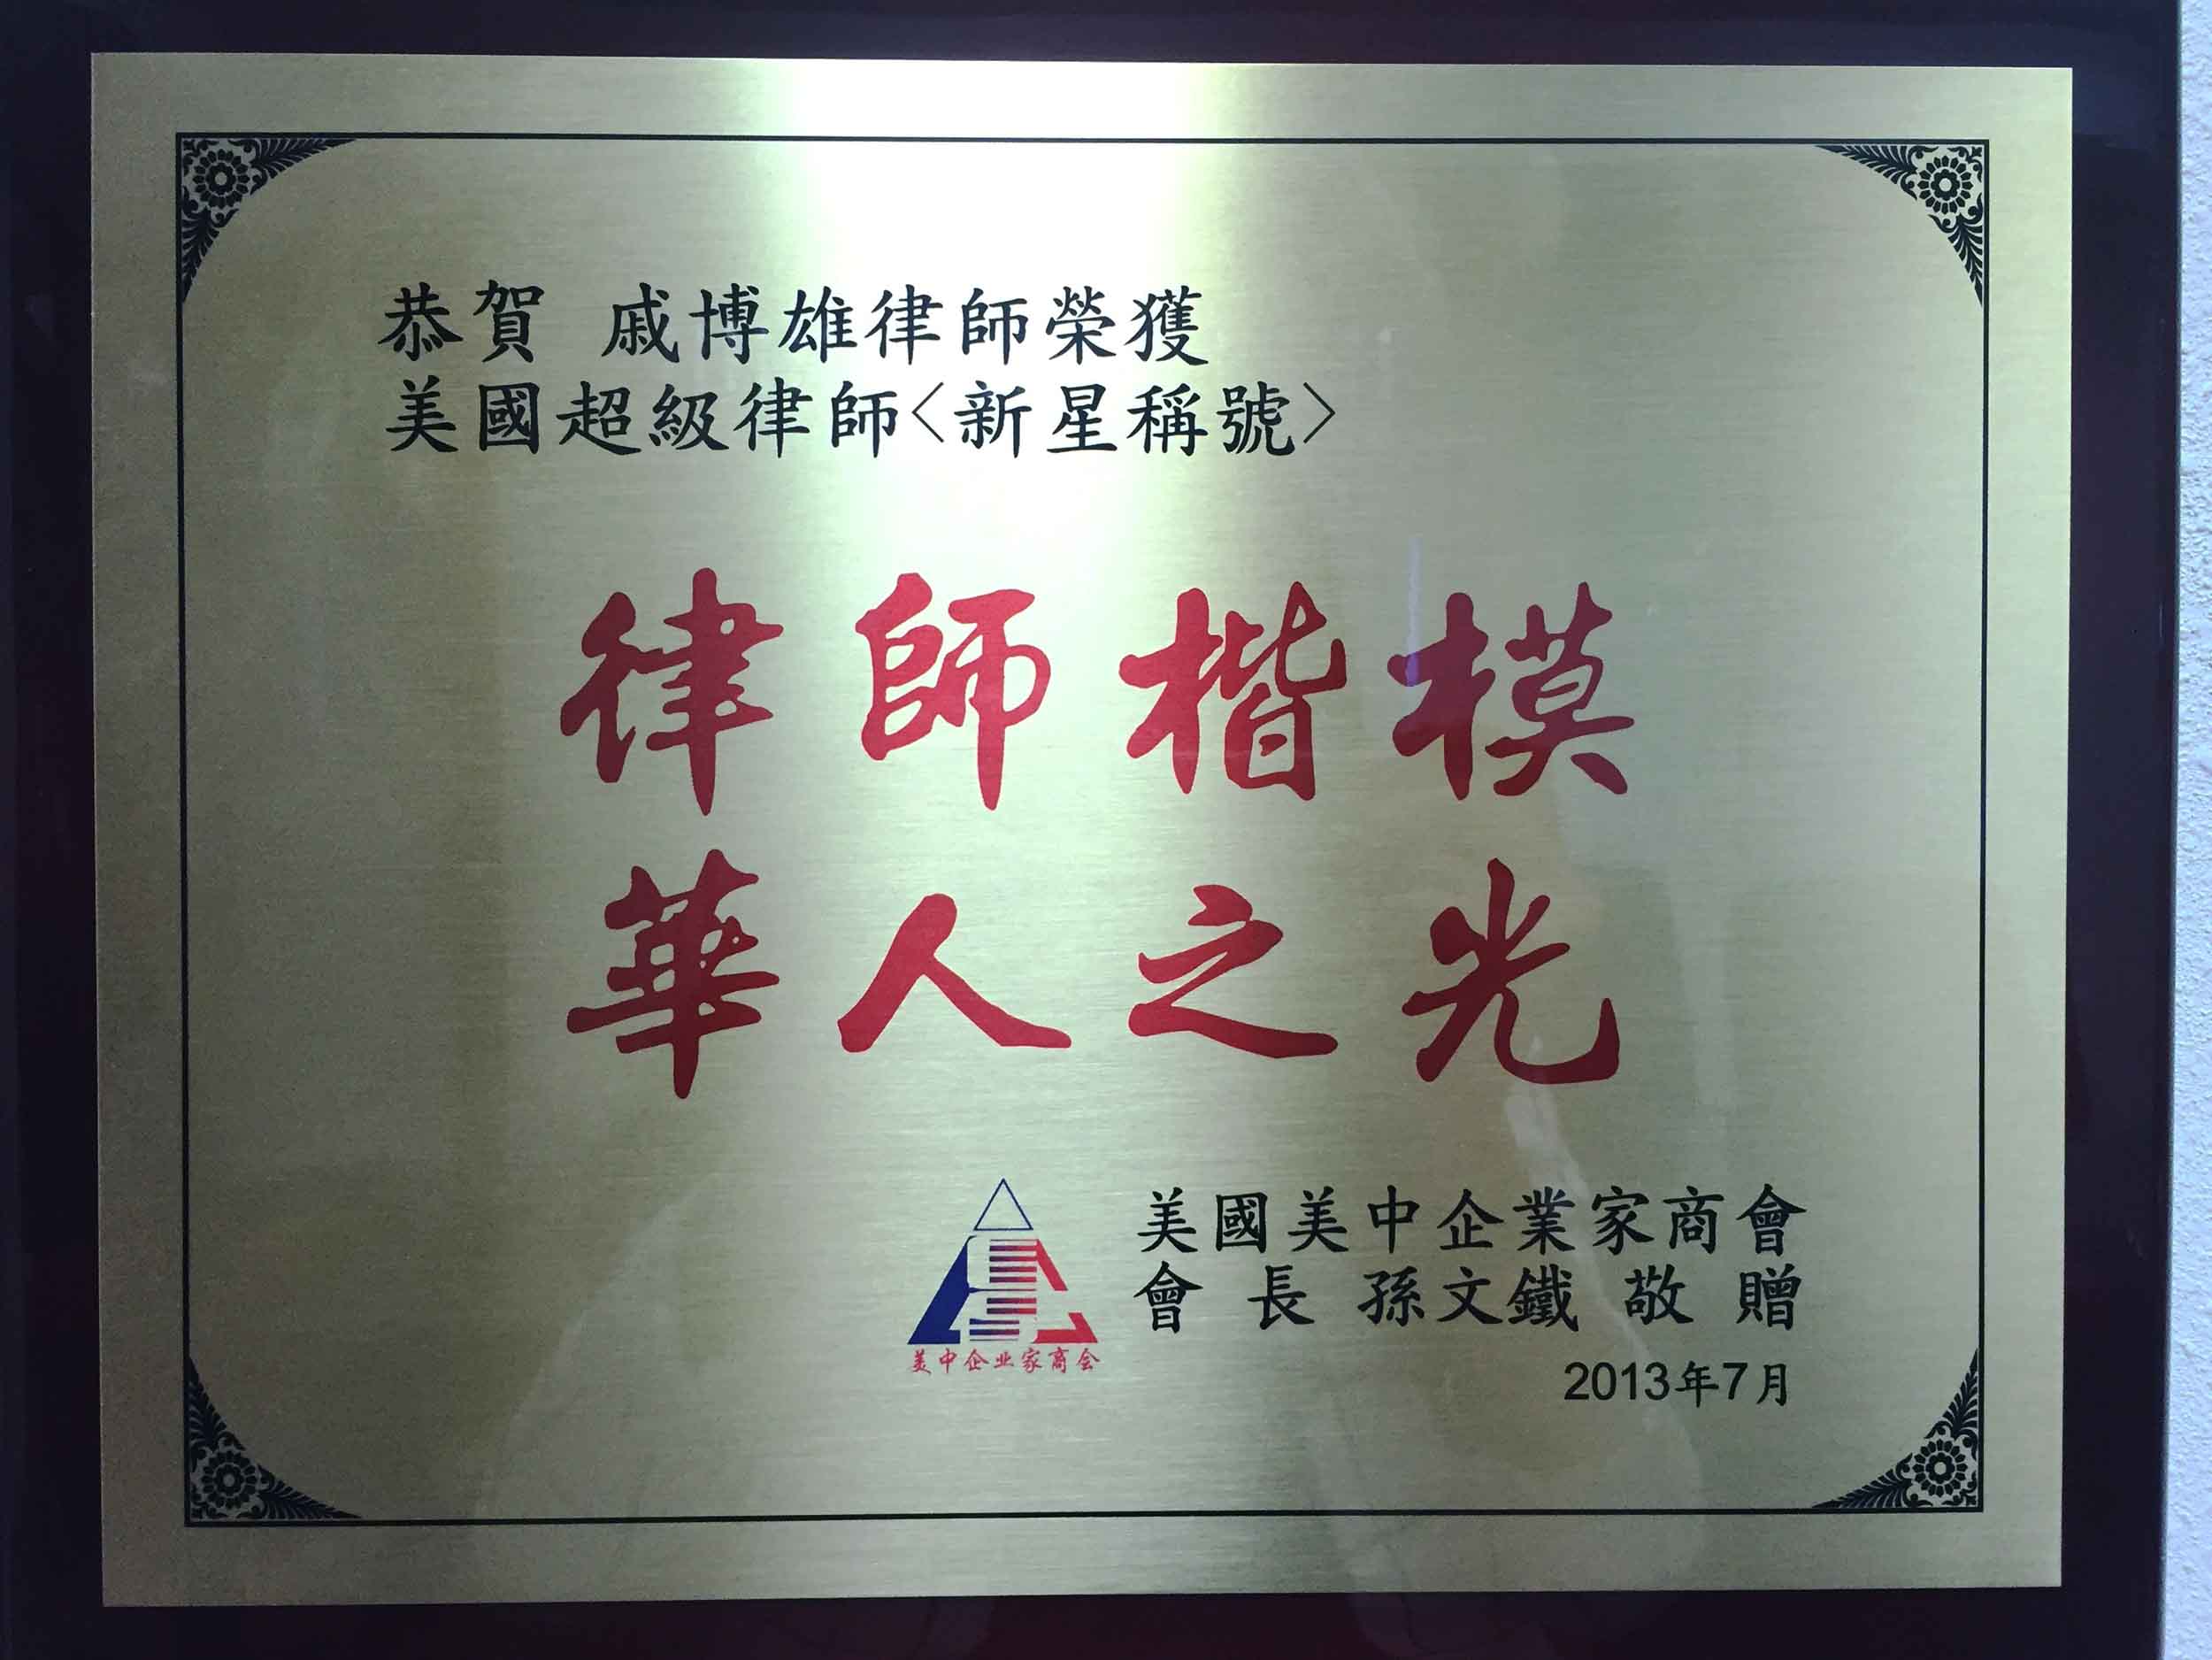 恭賀 戚博雄律師榮獲
美國超級律師<新星稱號>
律師楷模
華人之光
美國美中企業家商會
會 長 孫文鐵 敬 贈
美中企业家商会
2013年7月